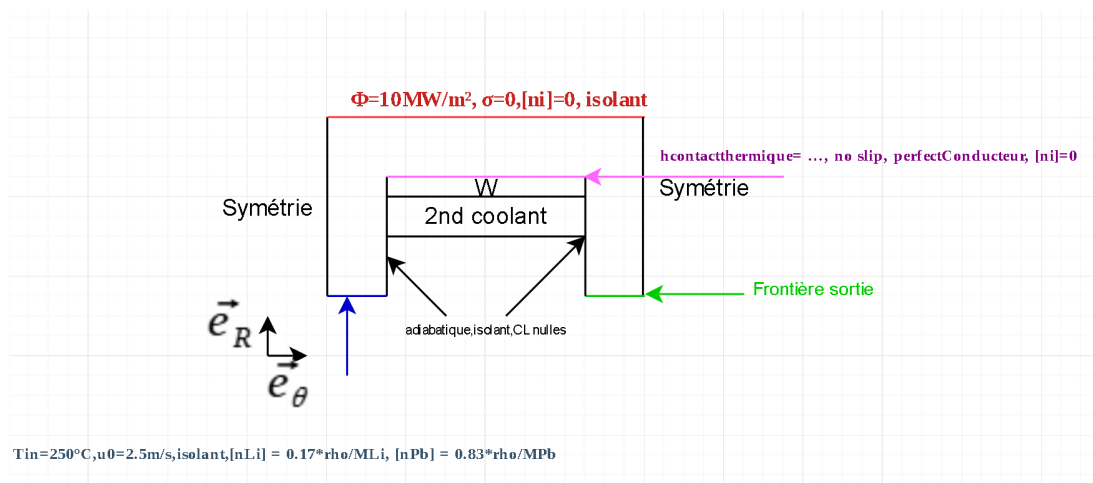 Φ=10MW/m², σ=0,[ni]=0, isolant
hcontactthermique= ..., no slip, perfectConducteur, [ni]=0
W
Symétrie
Symétrie
2nd coolant
Frontière sortie
adiabatique,isolant,CL nulles
e R
e θ
Tin=250°C,u0=2.5m/s,isolant,[nLi] = 0.17*rho/MLi, [nPb] = 0.83*rho/MPb